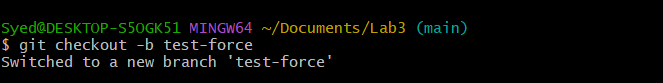 Syed@DESKTOP-S5OGK51 MINGW64 ~/Documents/Lab3 (main)
$ git checkout -b test-force
Switched to a new branch 'test-force'